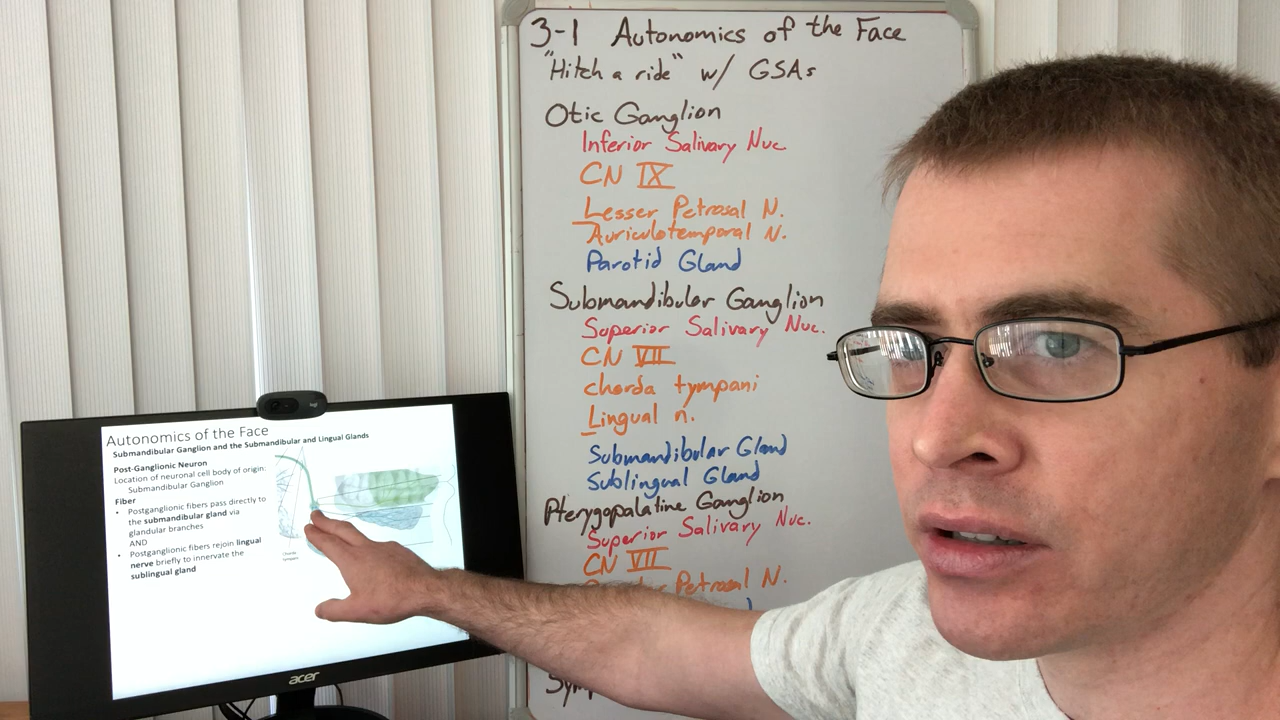 3-1 Autonomics of the Face
"Hitch a ride" w/ GSAs
Otic Ganglion
Inferior Salivary Nuc
CN IX
Lesser Petrosal N.
Auriculotemporal N.
Parotid Gland
Submandibular Ganglion
Superior Salivary Nuc.
CN VII
chorda tympani
Lingual n.
Submandibular Gland
Sublingual Gland
Pterygopalatine Ganglion
Superior Salivary Nuc.
CN VII
Petrosal N.
Autonomics of the Face
Submandibular Ganglion and the Submandibular and Lingual Glands
Post-Ganglionic Neuron
Location of neuronal cell body of origin:
Submandibular Ganglion
Fiber
• Postganglionic fibers pass directly to
the submandibular gland via
glandular branches
AND
• Postganglionic fibers rejoin lingual
nerve briefly to innervate the
sublingual gland
Chorda
tympani
acer
logi